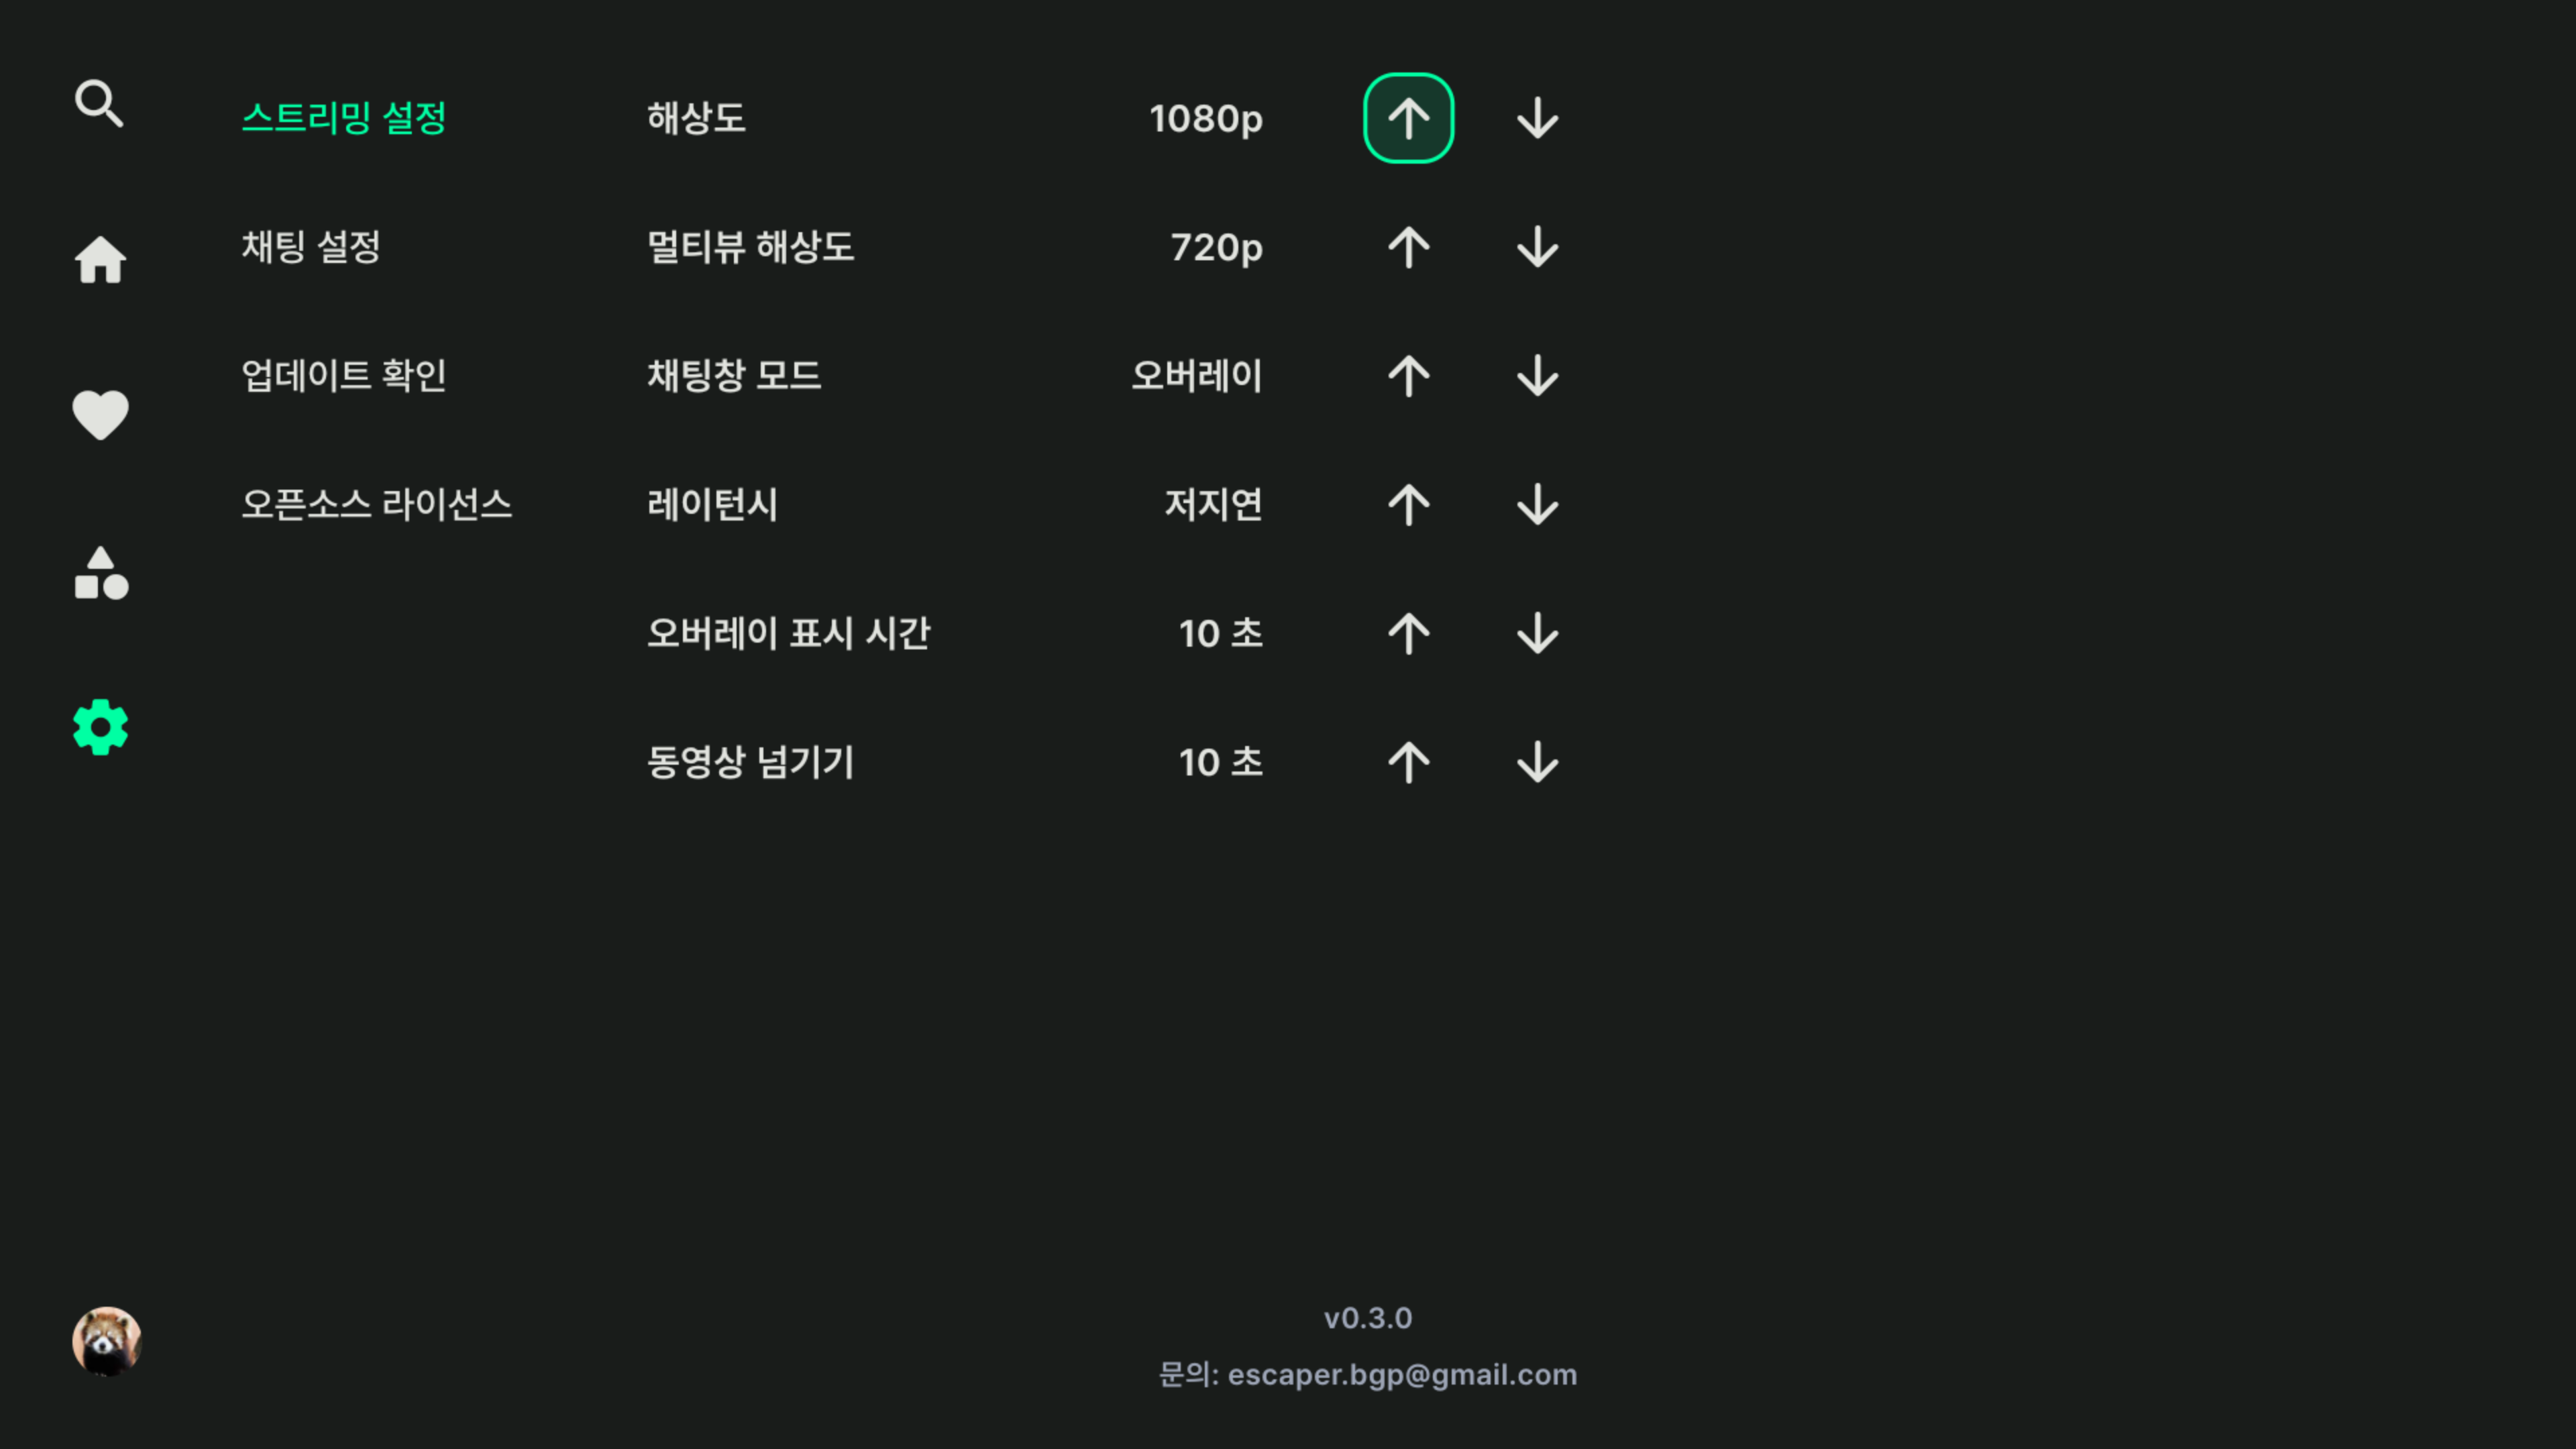 스트리밍 설정
채팅 설정
업데이트 확인
오픈소스 라이선스
해상도 1080p
멀티뷰 해상도 720p
채팅창 모드 오버레이
레이턴시 저지연
오버레이 표시 시간 10 초
동영상 넘기기 10 초
v0.3.0
문의: escaper.bgp@gmail.com